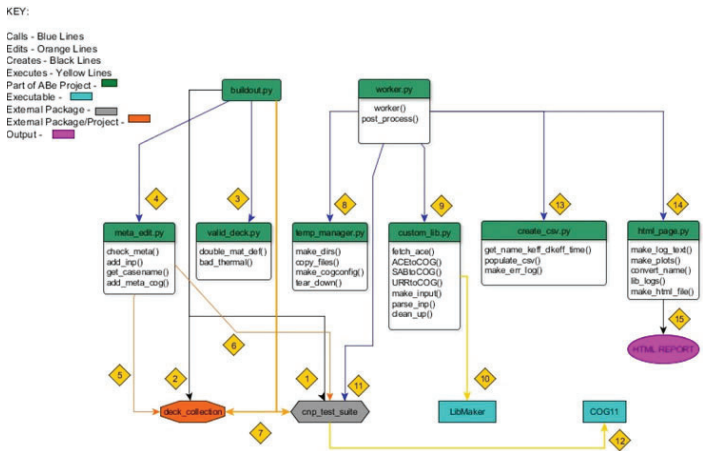 KEY:
Calls - Blue Lines
Edits - Orange Lines
Creates - Black Lines
Executes - Yellow Lines
Part of ABe Project -
Executable -
External Package -
External Package/Project -
Output -
buildout.py
worker.py
worker()
post_process()
4
3
8
9
13
14
meta_edit.py
check_meta()
add_inp()
get_casename()
add_meta_cog()
valid_deck.py
double_mat_def()
bad_thermal()
temp_manager.py
make_dirs()
copy_files()
make_cogconfig()
tear_down()
custom_lib.py
fetch_ace()
ACEtoCOG()
SABtoCOG()
URRtoCOG()
make_input()
parse_inp()
clean_up()
create_csv.py
get_name_keff_dkeff_time()
populate_csv()
make_err_log()
html_page.py
make_log_text()
make_plots()
convert_name()
lib_logs()
make_html_file()
15
HTML REPORT
6
5
2
1
11
10
deck_collection
cnp_test_suite
LibMaker
COG11
7
12